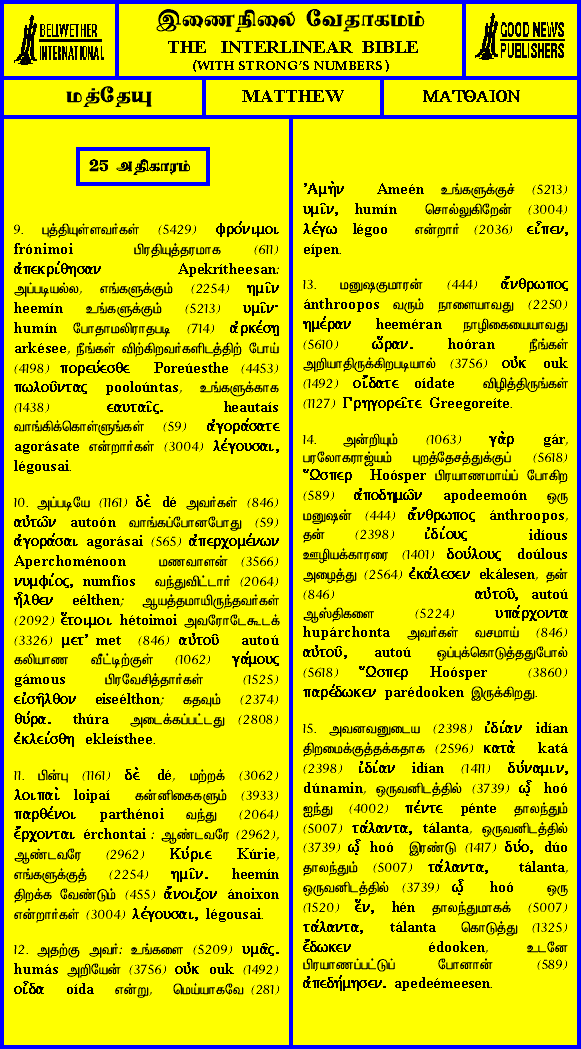 BELLWETHER
INTERNATIONAL
இணைநிலை வேதாகமம்
THE INTERLINEAR BIBLE
(WITH STRONG'S NUMBERS)
GOOD NEWS
PUBLISHERS
மத்தேயு
MATTHEW
ΜΑΤΘΑΙΟΝ
25 அதிகாரம்
9. புத்தியுள்ளவர்கள் (5429) φρόνιμοι
frónimoi பிரதியுத்தரமாக (611)
ἀπεκρίθησαν Apekrítheesan:
அப்படியல்ல, எங்களுக்கும் (2254) ημῖν
heemín உங்களுக்கும் (5213) υμῖν·
humín போதாமலிராதபடி (714) ἀρκέσῃ
arkésee, நீங்கள் விற்கிறவர்களிடத்திற் போய்
(4198) πορεύεσθε Poreúesthe (4453)
πωλοῦντας pooloúntas, உங்களுக்காக
(1438) εαυταῖς. heautaís
வாங்கிக்கொள்ளுங்கள் (59) ἀγοράσατε
agorásate என்றார்கள் (3004) λέγουσαι,
légousai.
10. அப்படியே (1161) δὲ dé அவர்கள் (846)
αὐτῶν autoón வாங்கப்போனபோது (59)
ἀγοράσαι agorásai (565) ἀπερχομένων
Aperchoménoon மணவாளன் (3566)
νυμφίος, numfíos வந்துவிட்டார் (2064)
ἦλθεν eélthen; ஆயத்தமாயிருந்தவர்கள்
(2092) ἕτοιμοι hétoimoi அவரோடேகூடக்
(3326) μετ’ met (846) αὐτοῦ autoú
கலியாண வீட்டிற்குள் (1062) γάμους
gámous பிரவேசித்தார்கள் (1525)
εἰσῆλθον eiseélthon; கதவும் (2374)
θύρα. thúra அடைக்கப்பட்டது (2808)
ἐκλείσθη ekleísthee.
11. பின்பு (1161) δὲ dé, மற்றக் (3062)
λοιπαὶ loipaí கன்னிகைகளும் (3933)
παρθένοι parthénoi வந்து (2064)
ἔρχονται érchontai : ஆண்டவரே (2962),
ஆண்டவரே (2962) Κύριε Kúrie,
எங்களுக்குத் (2254) ημῖν. heemín
திறக்க வேண்டும் (455) ἄνοιξον ánoixon
என்றார்கள் (3004) λέγουσαι, légousai.
12. அதற்கு அவர்: உங்களை (5209) υμᾶς.
humás அறியேன் (3756) οὐκ ouk (1492)
οἶδα oída என்று, மெய்யாகவே (281)
Ἀμὴν Ameén உங்களுக்குச் (5213)
υμῖν, humín சொல்லுகிறேன் (3004)
λέγω légoo என்றார் (2036) εἶπεν,
eípen.
13. மனுஷகுமாரன் (444) ἄνθρωπος
ánthroopos வரும் நாளையாவது (2250)
ημέραν heeméran நாழிகையையாவது
(5610) ὥραν. hoóran நீங்கள்
அறியாதிருக்கிறபடியால் (3756) οὐκ ouk
(1492) οἴδατε oídate விழித்திருங்கள்
(1127) Γρηγορεῖτε Greegoreíte.
14. அன்றியும் (1063) γὰρ gár,
பரலோகராஜ்யம் புறத்தேசத்துக்குப் (5618)
Ὥσπερ Hoósper பிரயாணமாய்ப் போகிற
(589) ἀποδημῶν apodeemoón ஒரு
மனுஷன் (444) ἄνθρωπος ánthroopos,
தன் (2398) ἰδίους idíous
ஊழியக்காரரை (1401) δούλους doúlous
அழைத்து (2564) ἐκάλεσεν ekálesen, தன்
(846) αὐτοῦ, autoú
ஆஸ்திகளை (5224) υπάρχοντα
hupárchonta அவர்கள் வசமாய் (846)
αὐτοῦ, autoú ஒப்புக்கொடுத்ததுபோல்
(5618) Ὥσπερ Hoósper (3860)
παρέδωκεν parédooken இருக்கிறது.
15. அவனவனுடைய (2398) ἰδίαν idían
திறமைக்குத்தக்கதாக (2596) κατὰ katá
(2398) ἰδίαν idían (1411) δύναμιν,
dúnamin, ஒருவனிடத்தில் (3739) ᾧ hoó
ஐந்து (4002) πέντε pénte தாலந்தும்
(5007) τάλαντα, tálanta, ஒருவனிடத்தில்
(3739) ᾧ hoó இரண்டு (1417) δύο, dúo
தாலந்தும் (5007) τάλαντα, tálanta,
ஒருவனிடத்தில் (3739) ᾧ hoó ஒரு
(1520) ἕν, hén தாலந்துமாகக் (5007)
τάλαντα, tálanta கொடுத்து (1325)
ἔδωκεν édooken, உடனே
பிரயாணப்பட்டுப் போனான் (589)
ἀπεδήμησεν. apedeémeesen.